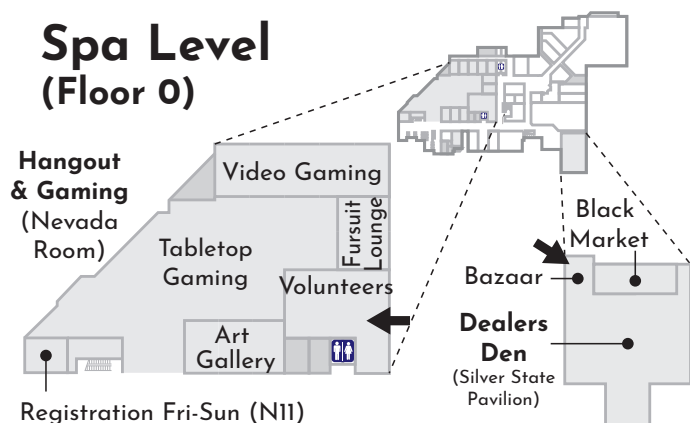 Spa Level
(Floor 0)
Hangout
& Gaming
(Nevada
Room)
Video Gaming
Tabletop
Gaming
Fursuit
Lounge
Volunteers
Art
Gallery
Registration Fri-Sun (N11)
Black
Market
Bazaar
Dealers
Den
(Silver State
Pavilion)